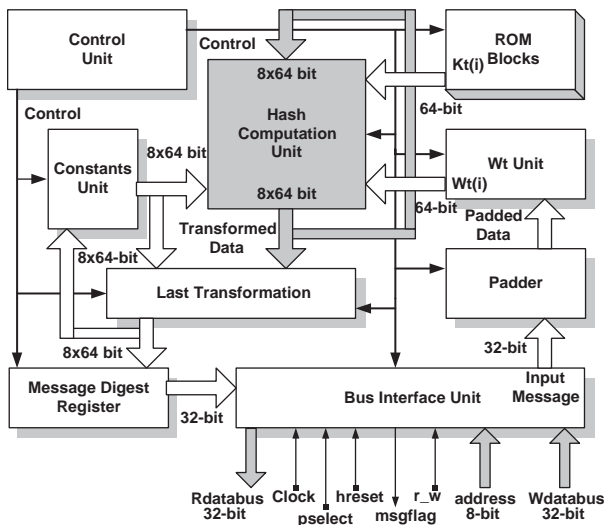 Control
Unit
Control
ROM
Blocks
Kt(i)
8x64 bit
64-bit
Hash
Computation
Unit
Control
Constants
Unit
8x64 bit
Wt Unit
Wt(i)
8x64 bit
64-bit
Padded
Data
Transformed
Data
8x64-bit
Last Transformation
Padder
8x64 bit
32-bit
Input
Message
Message Digest
Register
32-bit
Bus Interface Unit
Rdatabus
32-bit
Clock
pselect
hreset
msgflag
r_w
address
8-bit
Wdatabus
32-bit